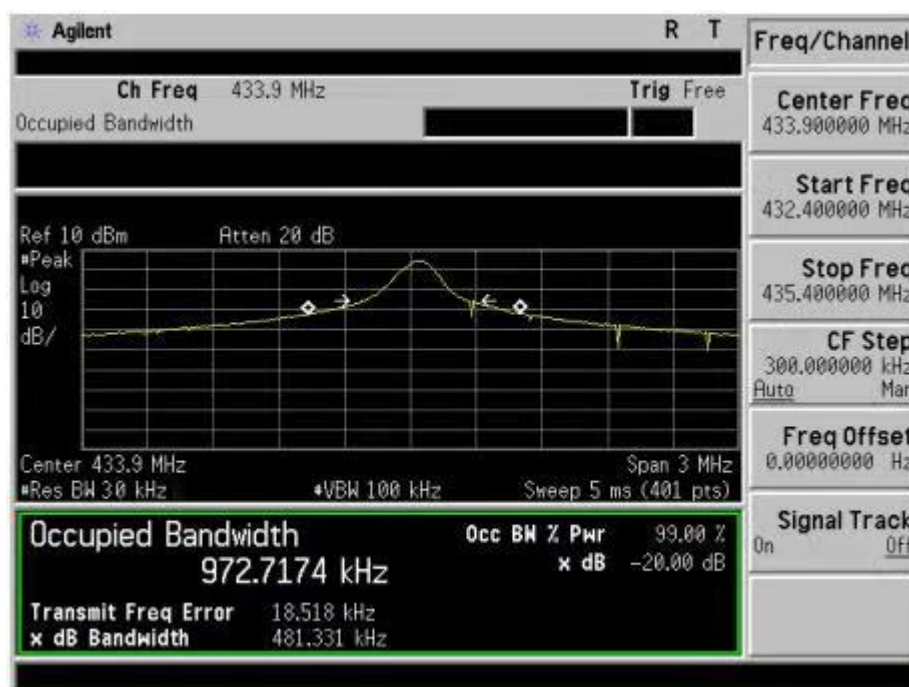 Agilent R T
Ch Freq 433.9 MHz Trig Free
Occupied Bandwidth
Ref 10 dBm Atten 20 dB
#Peak
Log
10
dB/
Center 433.9 MHz Span 3 MHz
#Res BW 30 kHz #VBW 100 kHz Sweep 5 ms (401 pts)
Occupied Bandwidth
972.7174 kHz
Occ BW % Pwr 99.00 %
x dB -20.00 dB
Transmit Freq Error 18.518 kHz
x dB Bandwidth 481.331 kHz
Freq/Channel
Center Freq
433.900000 MHz
Start Freq
432.400000 MHz
Stop Freq
435.400000 MHz
CF Step
300.000000 kHz
Auto Man
Freq Offset
0.00000000 Hz
Signal Track
On Off